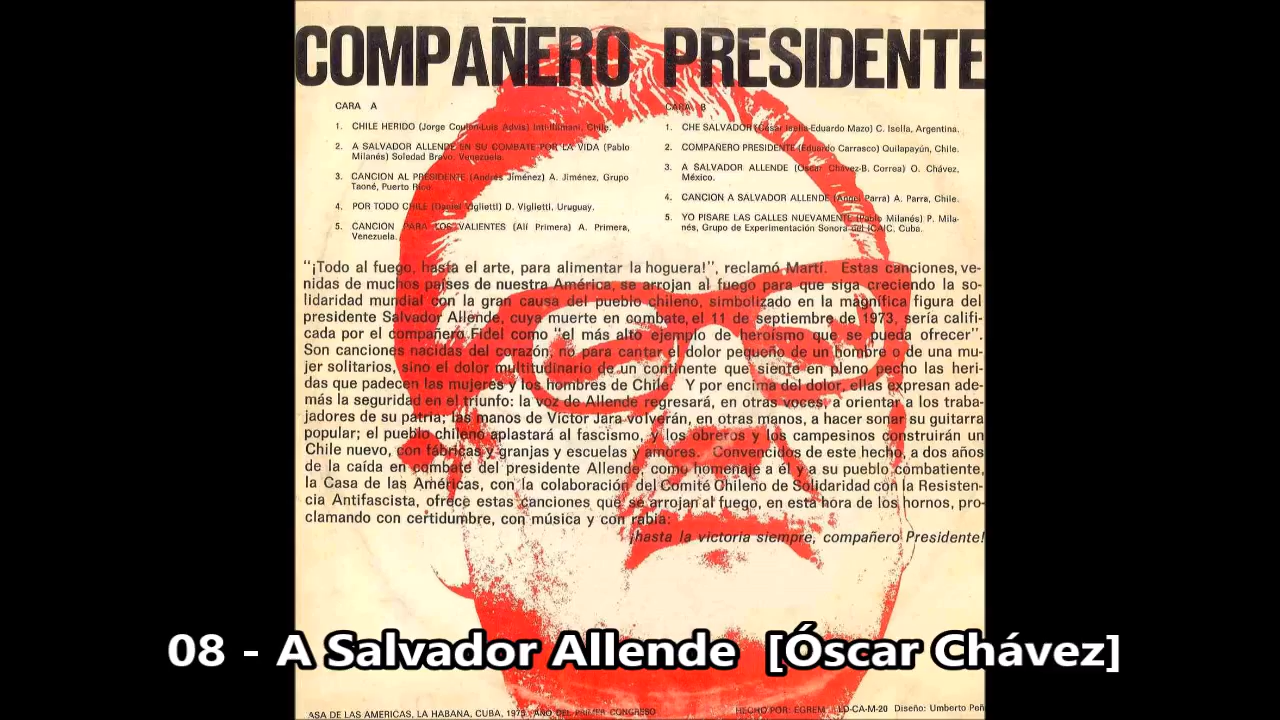 COMPAÑERO PRESIDENTE
CARA A
1. CHILE HERIDO (Jorge Coulon-Luis Advis) Inti-Illimani, Chile.
2. A SALVADOR ALLENDE EN SU COMBATE POR LA VIDA (Pablo
Milanés) Soledad Bravo, Venezuela.
3. CANCION AL PRESIDENTE (Andrés Jiménez) A. Jiménez, Grupo
Taoné, Puerto Rico.
4. POR TODO CHILE (Daniel Viglietti) D. Viglietti, Uruguay.
5. CANCION PARA LOS VALIENTES (Alí Primera) A. Primera,
Venezuela.
CARA B
1. CHE SALVADOR (César Isella-Eduardo Mazo) C. Isella, Argentina.
2. COMPAÑERO PRESIDENTE (Eduardo Carrasco) Quilapayún, Chile.
3. A SALVADOR ALLENDE (Oscar Chávez-B. Correa) O. Chávez,
México.
4. CANCION A SALVADOR ALLENDE (Angel Parra) A. Parra, Chile.
5. YO PISARE LAS CALLES NUEVAMENTE (Pablo Milanés) P. Mila-
nés, Grupo de Experimentación Sonora del ICAIC, Cuba.
"¡Todo al fuego, hasta el arte, para alimentar la hoguera!", reclamó Martí. Estas canciones, ve-
nidas de muchos países de nuestra América, se arrojan al fuego para que siga creciendo la so-
lidaridad mundial con la gran causa del pueblo chileno, simbolizado en la magnífica figura del
presidente Salvador Allende, cuya muerte en combate, el 11 de septiembre de 1973, sería califi-
cada por el compañero Fidel como "el más alto ejemplo de heroísmo que se pueda ofrecer".
Son canciones nacidas del corazón, no para cantar el dolor pequeño de un hombre o de una mu-
jer solitarios, sino el dolor multitudinario de un continente que siente en pleno pecho las heri-
das que padecen las mujeres y los hombres de Chile. Y por encima del dolor, ellas expresan ade-
más la seguridad en el triunfo: la voz de Allende regresará, en otras voces, a orientar a los traba-
jadores de su patria; las manos de Víctor Jara volverán, en otras manos, a hacer sonar su guitarra
popular; el pueblo chileno aplastará al fascismo, y los obreros y los campesinos construirán un
Chile nuevo, con fábricas y granjas y escuelas y amores. Convencidos de este hecho, a dos años
de la caída en combate del presidente Allende, como homenaje a él y a su pueblo combatiente,
la Casa de las Américas, con la colaboración del Comité Chileno de Solidaridad con la Resisten-
cia Antifascista, ofrece estas canciones que se arrojan al fuego, en esta hora de los hornos, pro-
clamando con certidumbre, con música y con rabia:
¡hasta la victoria siempre, compañero Presidente!
08 - A Salvador Allende [Óscar Chávez]
ASA DE LAS AMERICAS, LA HABANA, CUBA, 1975, AÑO DEL PRIMER CONGRESO
HECHO POR: EGREM LD-CA-M-20 Diseño: Umberto Peñ